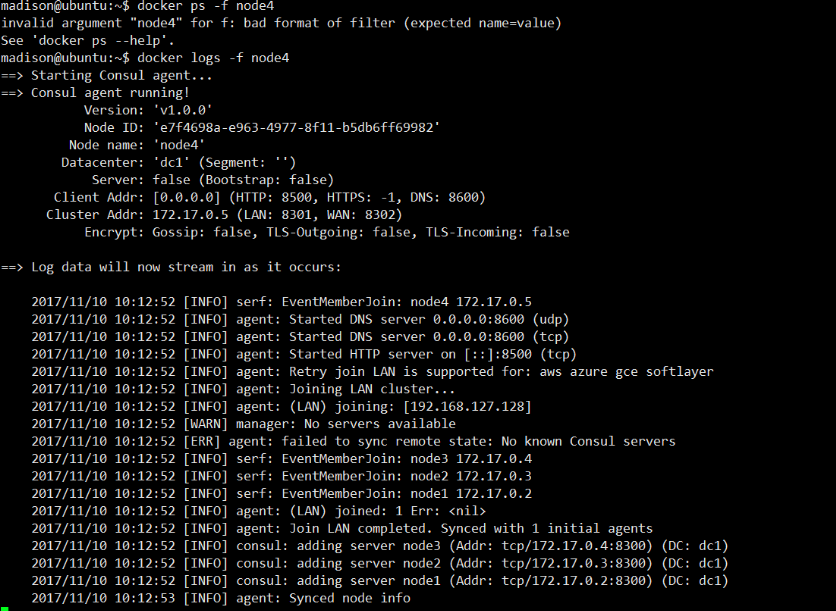 madison@ubuntu:~$ docker ps -f node4
invalid argument "node4" for f: bad format of filter (expected name=value)
See 'docker ps --help'.
madison@ubuntu:~$ docker logs -f node4
==> Starting Consul agent...
==> Consul agent running!
           Version: 'v1.0.0'
           Node ID: 'e7f4698a-e963-4977-8f11-b5db6ff69982'
         Node name: 'node4'
        Datacenter: 'dc1' (Segment: '')
            Server: false (Bootstrap: false)
       Client Addr: [0.0.0.0] (HTTP: 8500, HTTPS: -1, DNS: 8600)
      Cluster Addr: 172.17.0.5 (LAN: 8301, WAN: 8302)
           Encrypt: Gossip: false, TLS-Outgoing: false, TLS-Incoming: false
==> Log data will now stream in as it occurs:
    2017/11/10 10:12:52 [INFO] serf: EventMemberJoin: node4 172.17.0.5
    2017/11/10 10:12:52 [INFO] agent: Started DNS server 0.0.0.0:8600 (udp)
    2017/11/10 10:12:52 [INFO] agent: Started DNS server 0.0.0.0:8600 (tcp)
    2017/11/10 10:12:52 [INFO] agent: Started HTTP server on [::]:8500 (tcp)
    2017/11/10 10:12:52 [INFO] agent: Retry join LAN is supported for: aws azure gce softlayer
    2017/11/10 10:12:52 [INFO] agent: Joining LAN cluster...
    2017/11/10 10:12:52 [INFO] agent: (LAN) joining: [192.168.127.128]
    2017/11/10 10:12:52 [WARN] manager: No servers available
    2017/11/10 10:12:52 [ERR] agent: failed to sync remote state: No known Consul servers
    2017/11/10 10:12:52 [INFO] serf: EventMemberJoin: node3 172.17.0.4
    2017/11/10 10:12:52 [INFO] serf: EventMemberJoin: node2 172.17.0.3
    2017/11/10 10:12:52 [INFO] serf: EventMemberJoin: node1 172.17.0.2
    2017/11/10 10:12:52 [INFO] agent: (LAN) joined: 1 Err: <nil>
    2017/11/10 10:12:52 [INFO] agent: Join LAN completed. Synced with 1 initial agents
    2017/11/10 10:12:52 [INFO] consul: adding server node3 (Addr: tcp/172.17.0.4:8300) (DC: dc1)
    2017/11/10 10:12:52 [INFO] consul: adding server node2 (Addr: tcp/172.17.0.3:8300) (DC: dc1)
    2017/11/10 10:12:52 [INFO] consul: adding server node1 (Addr: tcp/172.17.0.2:8300) (DC: dc1)
    2017/11/10 10:12:53 [INFO] agent: Synced node info